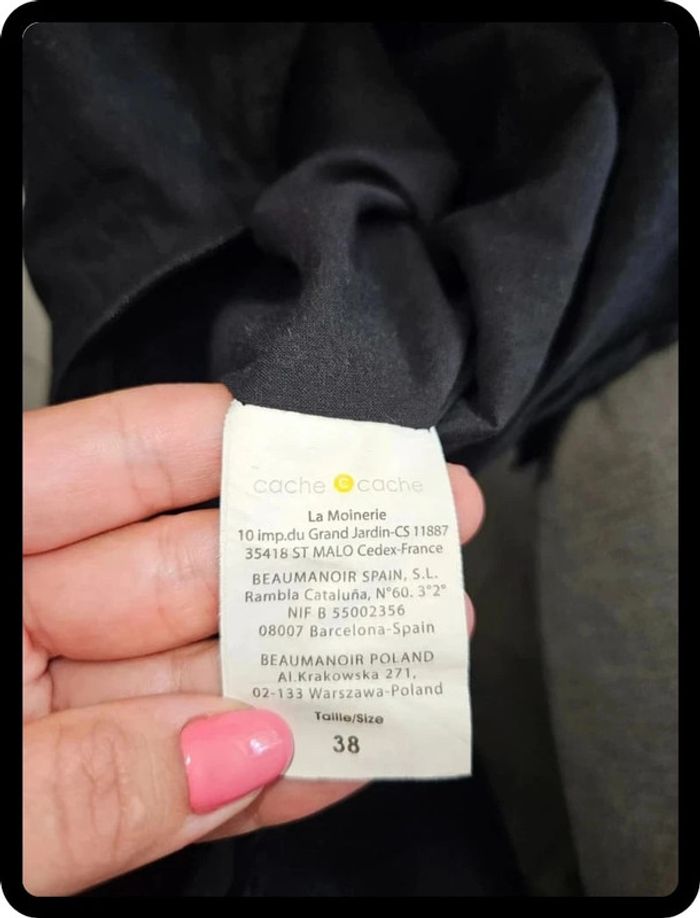 cache c cache
La Moinerie
10 imp.du Grand Jardin-CS 11887
35418 ST MALO Cedex-France
BEAUMANOIR SPAIN, S.L.
Rambla Cataluña, N°60. 3°2°
NIF B 55002356
08007 Barcelona-Spain
BEAUMANOIR POLAND
Al.Krakowska 271,
02-133 Warszawa-Poland
Taille/Size
38